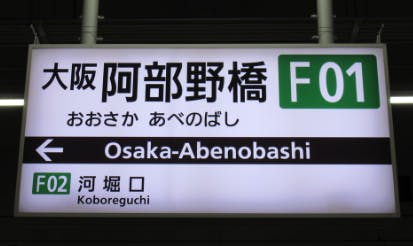 大阪阿部野橋 F01
おおさか あべのばし
← Osaka-Abenobashi
F02 河堀口
Koboreguchi